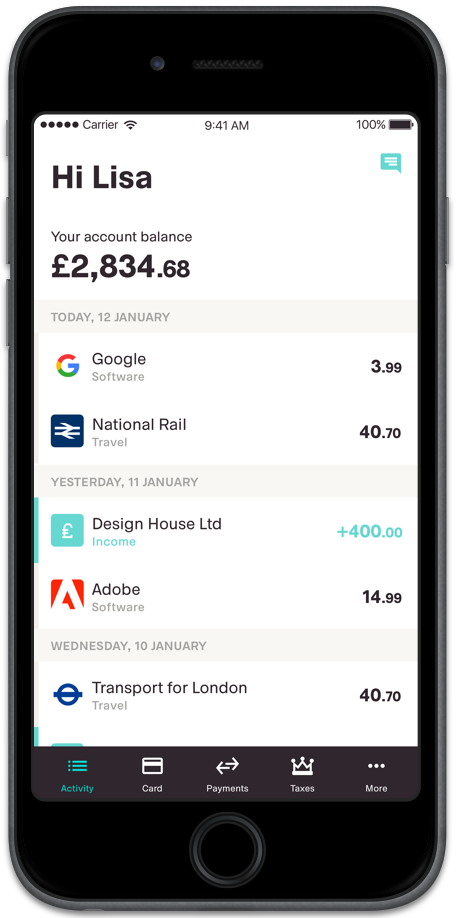 Carrier
9:41 AM
100%
Hi Lisa
Your account balance
£2,834.68
TODAY, 12 JANUARY
Google
3.99
Software
National Rail
40.70
Travel
YESTERDAY, 11 JANUARY
£
Design House Ltd
+400.00
Income
Adobe
14.99
Software
WEDNESDAY, 10 JANUARY
Transport for London
40.70
Travel
Activity
Card
Payments
Taxes
More